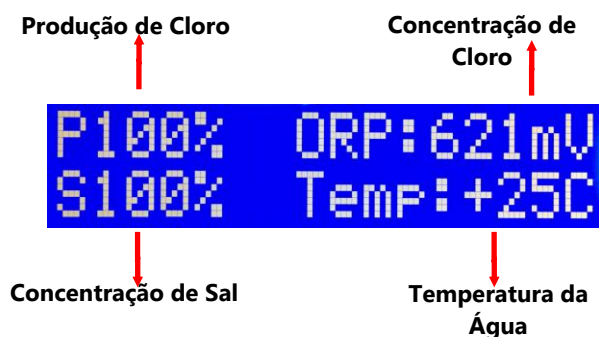 Produção de Cloro
Concentração de
Cloro
P100% ORP:621mV
S100% Temp:+25C
Concentração de Sal
Temperatura da
Água